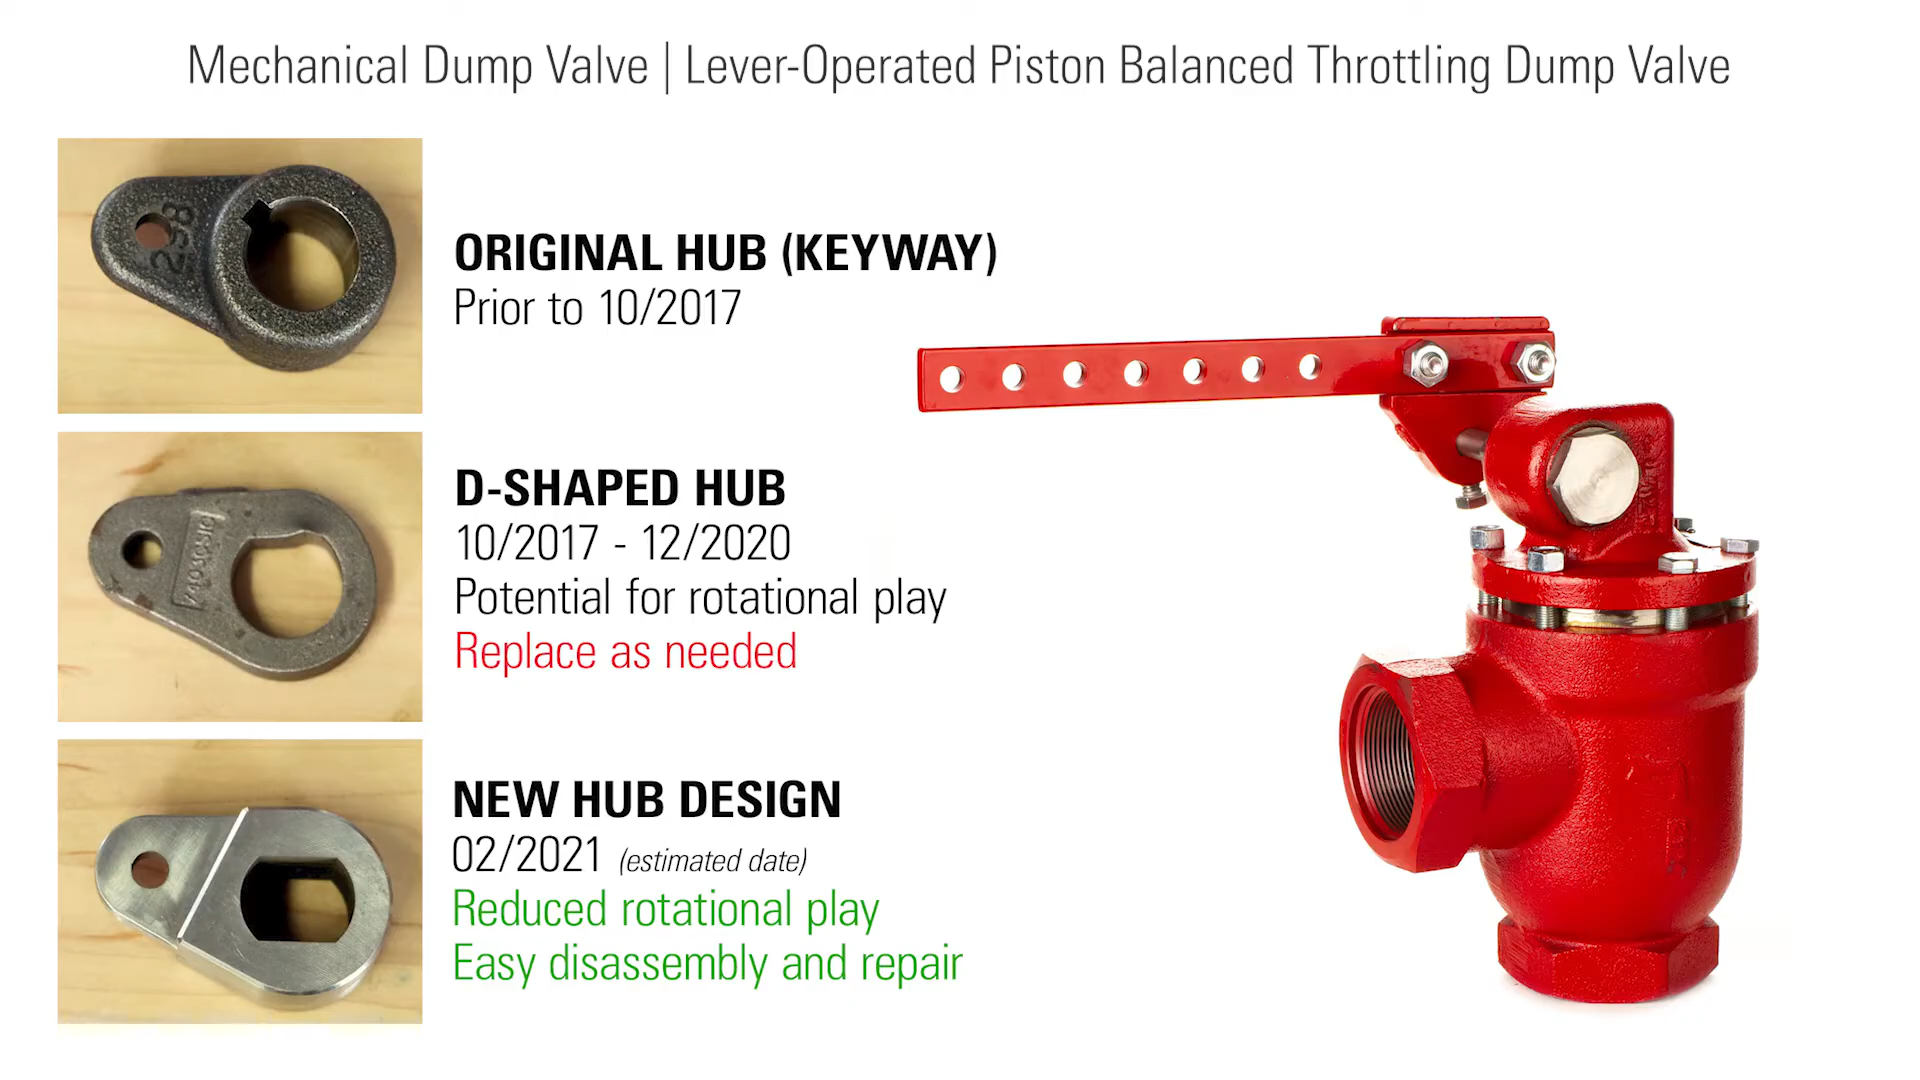 Mechanical Dump Valve | Lever-Operated Piston Balanced Throttling Dump Valve
298
ORIGINAL HUB (KEYWAY)
Prior to 10/2017
D-SHAPED HUB
10/2017 - 12/2020
Potential for rotational play
Replace as needed
NEW HUB DESIGN
02/2021 (estimated date)
Reduced rotational play
Easy disassembly and repair